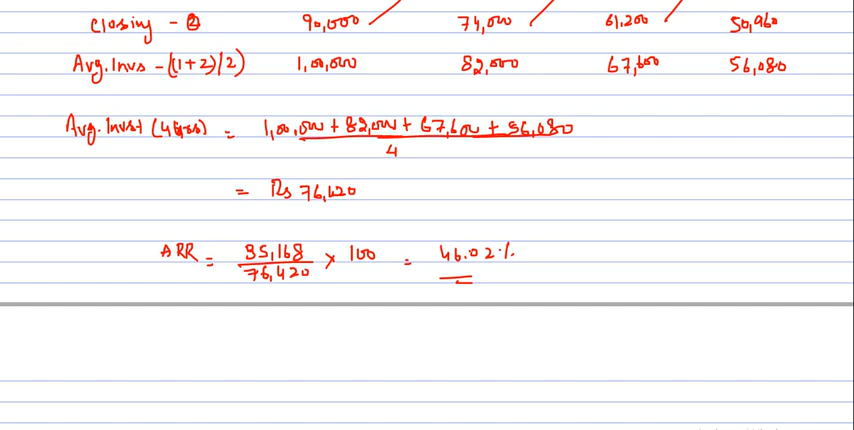 Closing - ② 90,000 74,000 61,200 50,960
Avg. Invs - ((1+2)/2) 1,00,000 82,000 67,600 56,080
Avg. Invst (4yrs) = 1,00,000 + 82,000 + 67,600 + 56,080
4
= Rs 76,420
ARR = 35,168 / 76,420 × 100 = 46.02%